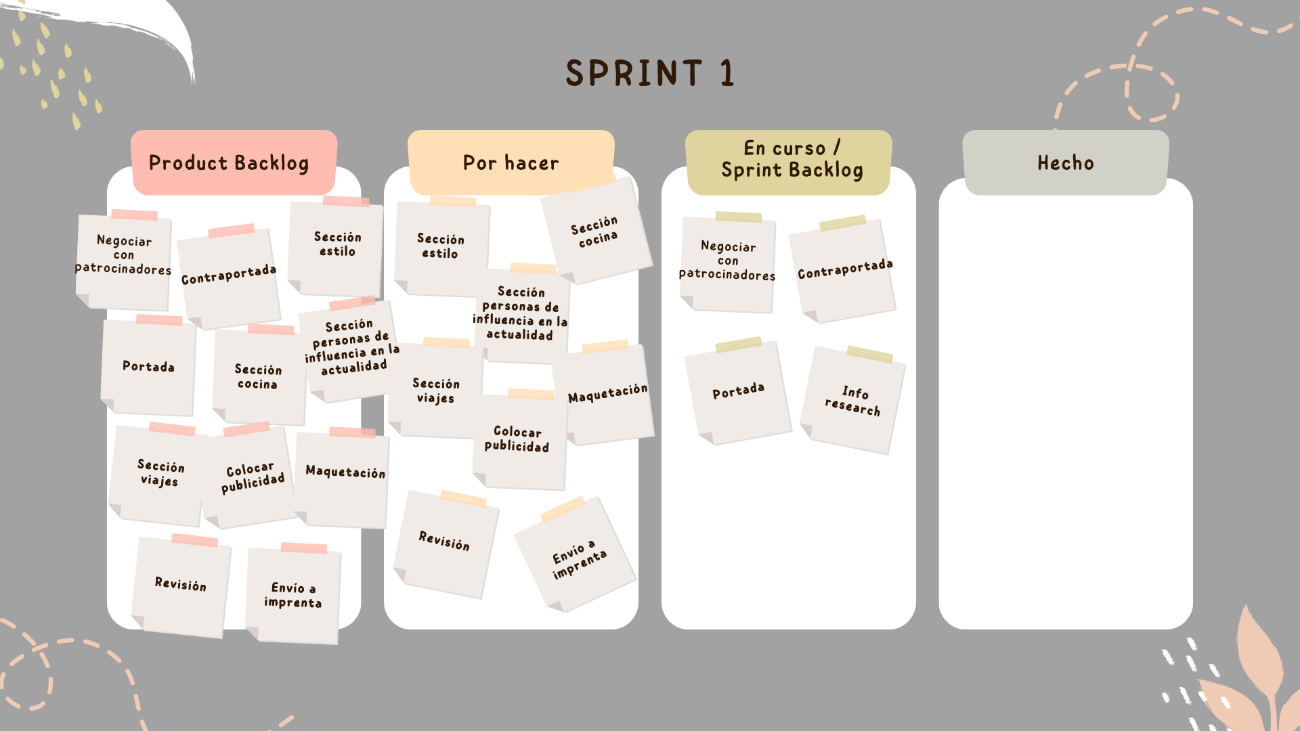 SPRINT 1
Product Backlog
Negociar
con
patrocinadores
Contraportada
Sección
estilo
Portada
Sección
cocina
Sección
personas de
influencia en la
actualidad
Sección
viajes
Colocar
publicidad
Maquetación
Revisión
Envío a
imprenta
Por hacer
Sección
estilo
Sección
cocina
Sección
personas de
influencia en la
actualidad
Sección
viajes
Maquetación
Colocar
publicidad
Revisión
Envío a
imprenta
En curso /
Sprint Backlog
Negociar
con
patrocinadores
Contraportada
Portada
Info
research
Hecho